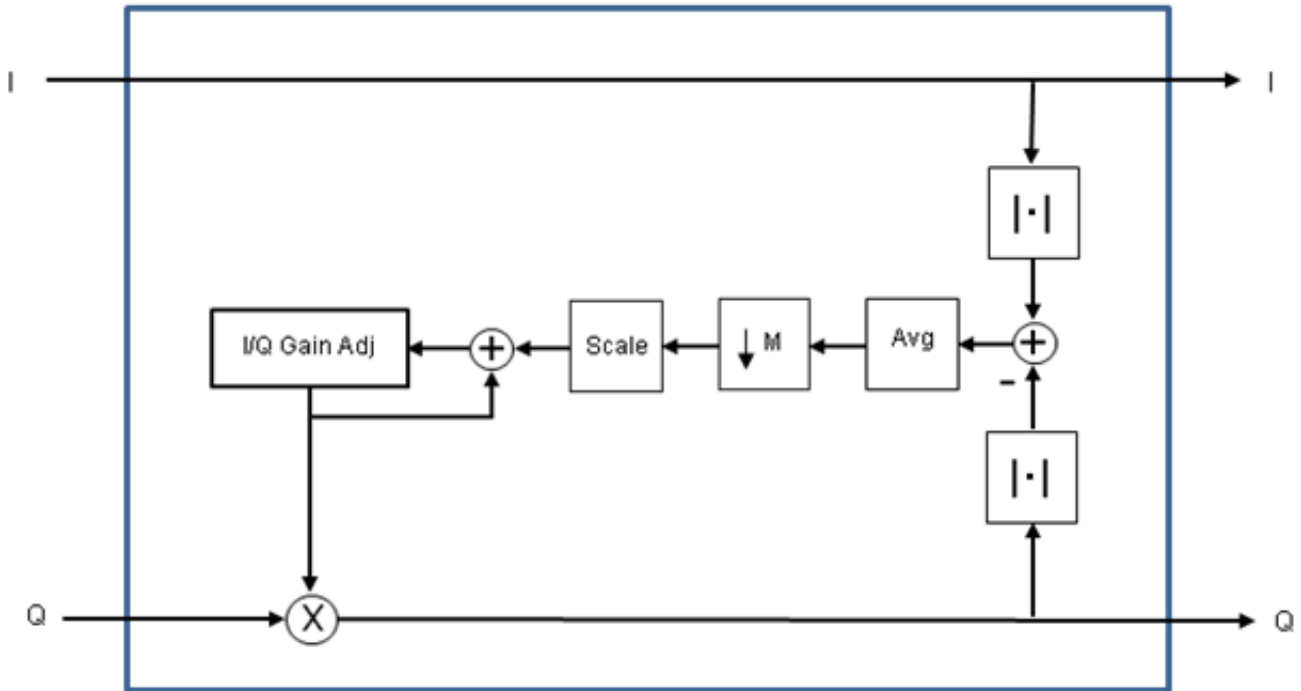 I
I
|·|
I/Q Gain Adj
+
Scale
↓ M
Avg
+
-
|·|
Q
X
Q